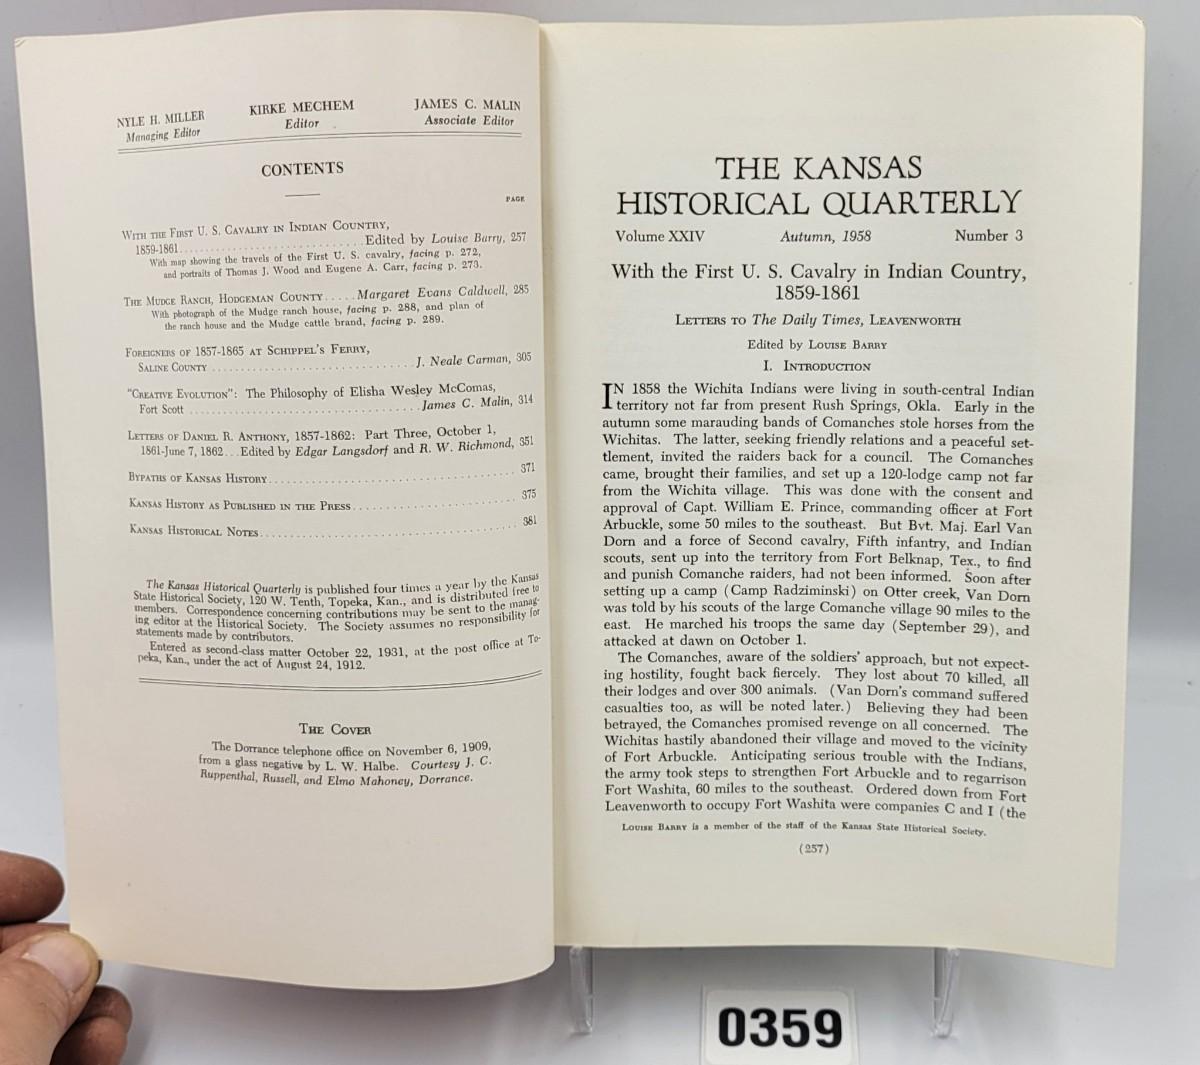 NYLE H. MILLER
Managing Editor
KIRKE MECHEM
Editor
JAMES C. MALIN
Associate Editor
CONTENTS
PAGE
WITH THE FIRST U. S. CAVALRY IN INDIAN COUNTRY,
1859-1861..............................Edited by Louise Barry, 257
With map showing the travels of the First U. S. cavalry, facing p. 272,
and portraits of Thomas J. Wood and Eugene A. Carr, facing p. 273.
THE MUDGE RANCH, HODGEMAN COUNTY.....Margaret Evans Caldwell, 285
With photograph of the Mudge ranch house, facing p. 288, and plan of
the ranch house and the Mudge cattle brand, facing p. 289.
FOREIGNERS OF 1857-1865 AT SCHIPPEL'S FERRY,
SALINE COUNTY ..............................J. Neale Carman, 305
"CREATIVE EVOLUTION": The Philosophy of Elisha Wesley McComas,
Fort Scott ..................................James C. Malin, 314
LETTERS OF DANIEL R. ANTHONY, 1857-1862: Part Three, October 1,
1861-June 7, 1862...Edited by Edgar Langsdorf and R. W. Richmond, 351
BYPATHS OF KANSAS HISTORY.................................... 371
KANSAS HISTORY AS PUBLISHED IN THE PRESS........................ 375
KANSAS HISTORICAL NOTES...................................... 381
The Kansas Historical Quarterly is published four times a year by the Kansas
State Historical Society, 120 W. Tenth, Topeka, Kan., and is distributed free to
members. Correspondence concerning contributions may be sent to the manag-
ing editor at the Historical Society. The Society assumes no responsibility for
statements made by contributors.
Entered as second-class matter October 22, 1931, at the post office at To-
peka, Kan., under the act of August 24, 1912.
THE COVER
The Dorrance telephone office on November 6, 1909,
from a glass negative by L. W. Halbe. Courtesy J. C.
Ruppenthal, Russell, and Elmo Mahoney, Dorrance.
THE KANSAS
HISTORICAL QUARTERLY
Volume XXIV Autumn, 1958 Number 3
With the First U. S. Cavalry in Indian Country,
1859-1861
LETTERS TO The Daily Times, LEAVENWORTH
Edited by LOUISE BARRY
I. INTRODUCTION
IN 1858 the Wichita Indians were living in south-central Indian
territory not far from present Rush Springs, Okla. Early in the
autumn some marauding bands of Comanches stole horses from the
Wichitas. The latter, seeking friendly relations and a peaceful set-
tlement, invited the raiders back for a council. The Comanches
came, brought their families, and set up a 120-lodge camp not far
from the Wichita village. This was done with the consent and
approval of Capt. William E. Prince, commanding officer at Fort
Arbuckle, some 50 miles to the southeast. But Bvt. Maj. Earl Van
Dorn and a force of Second cavalry, Fifth infantry, and Indian
scouts, sent up into the territory from Fort Belknap, Tex., to find
and punish Comanche raiders, had not been informed. Soon after
setting up a camp (Camp Radziminski) on Otter creek, Van Dorn
was told by his scouts of the large Comanche village 90 miles to the
east. He marched his troops the same day (September 29), and
attacked at dawn on October 1.
The Comanches, aware of the soldiers' approach, but not expect-
ing hostility, fought back fiercely. They lost about 70 killed, all
their lodges and over 300 animals. (Van Dorn's command suffered
casualties too, as will be noted later.) Believing they had been
betrayed, the Comanches promised revenge on all concerned. The
Wichitas hastily abandoned their village and moved to the vicinity
of Fort Arbuckle. Anticipating serious trouble with the Indians,
the army took steps to strengthen Fort Arbuckle and to regarrison
Fort Washita, 60 miles to the southeast. Ordered down from Fort
Leavenworth to occupy Fort Washita were companies C and I (the
LOUISE BARRY is a member of the staff of the Kansas State Historical Society.
(257)
0359